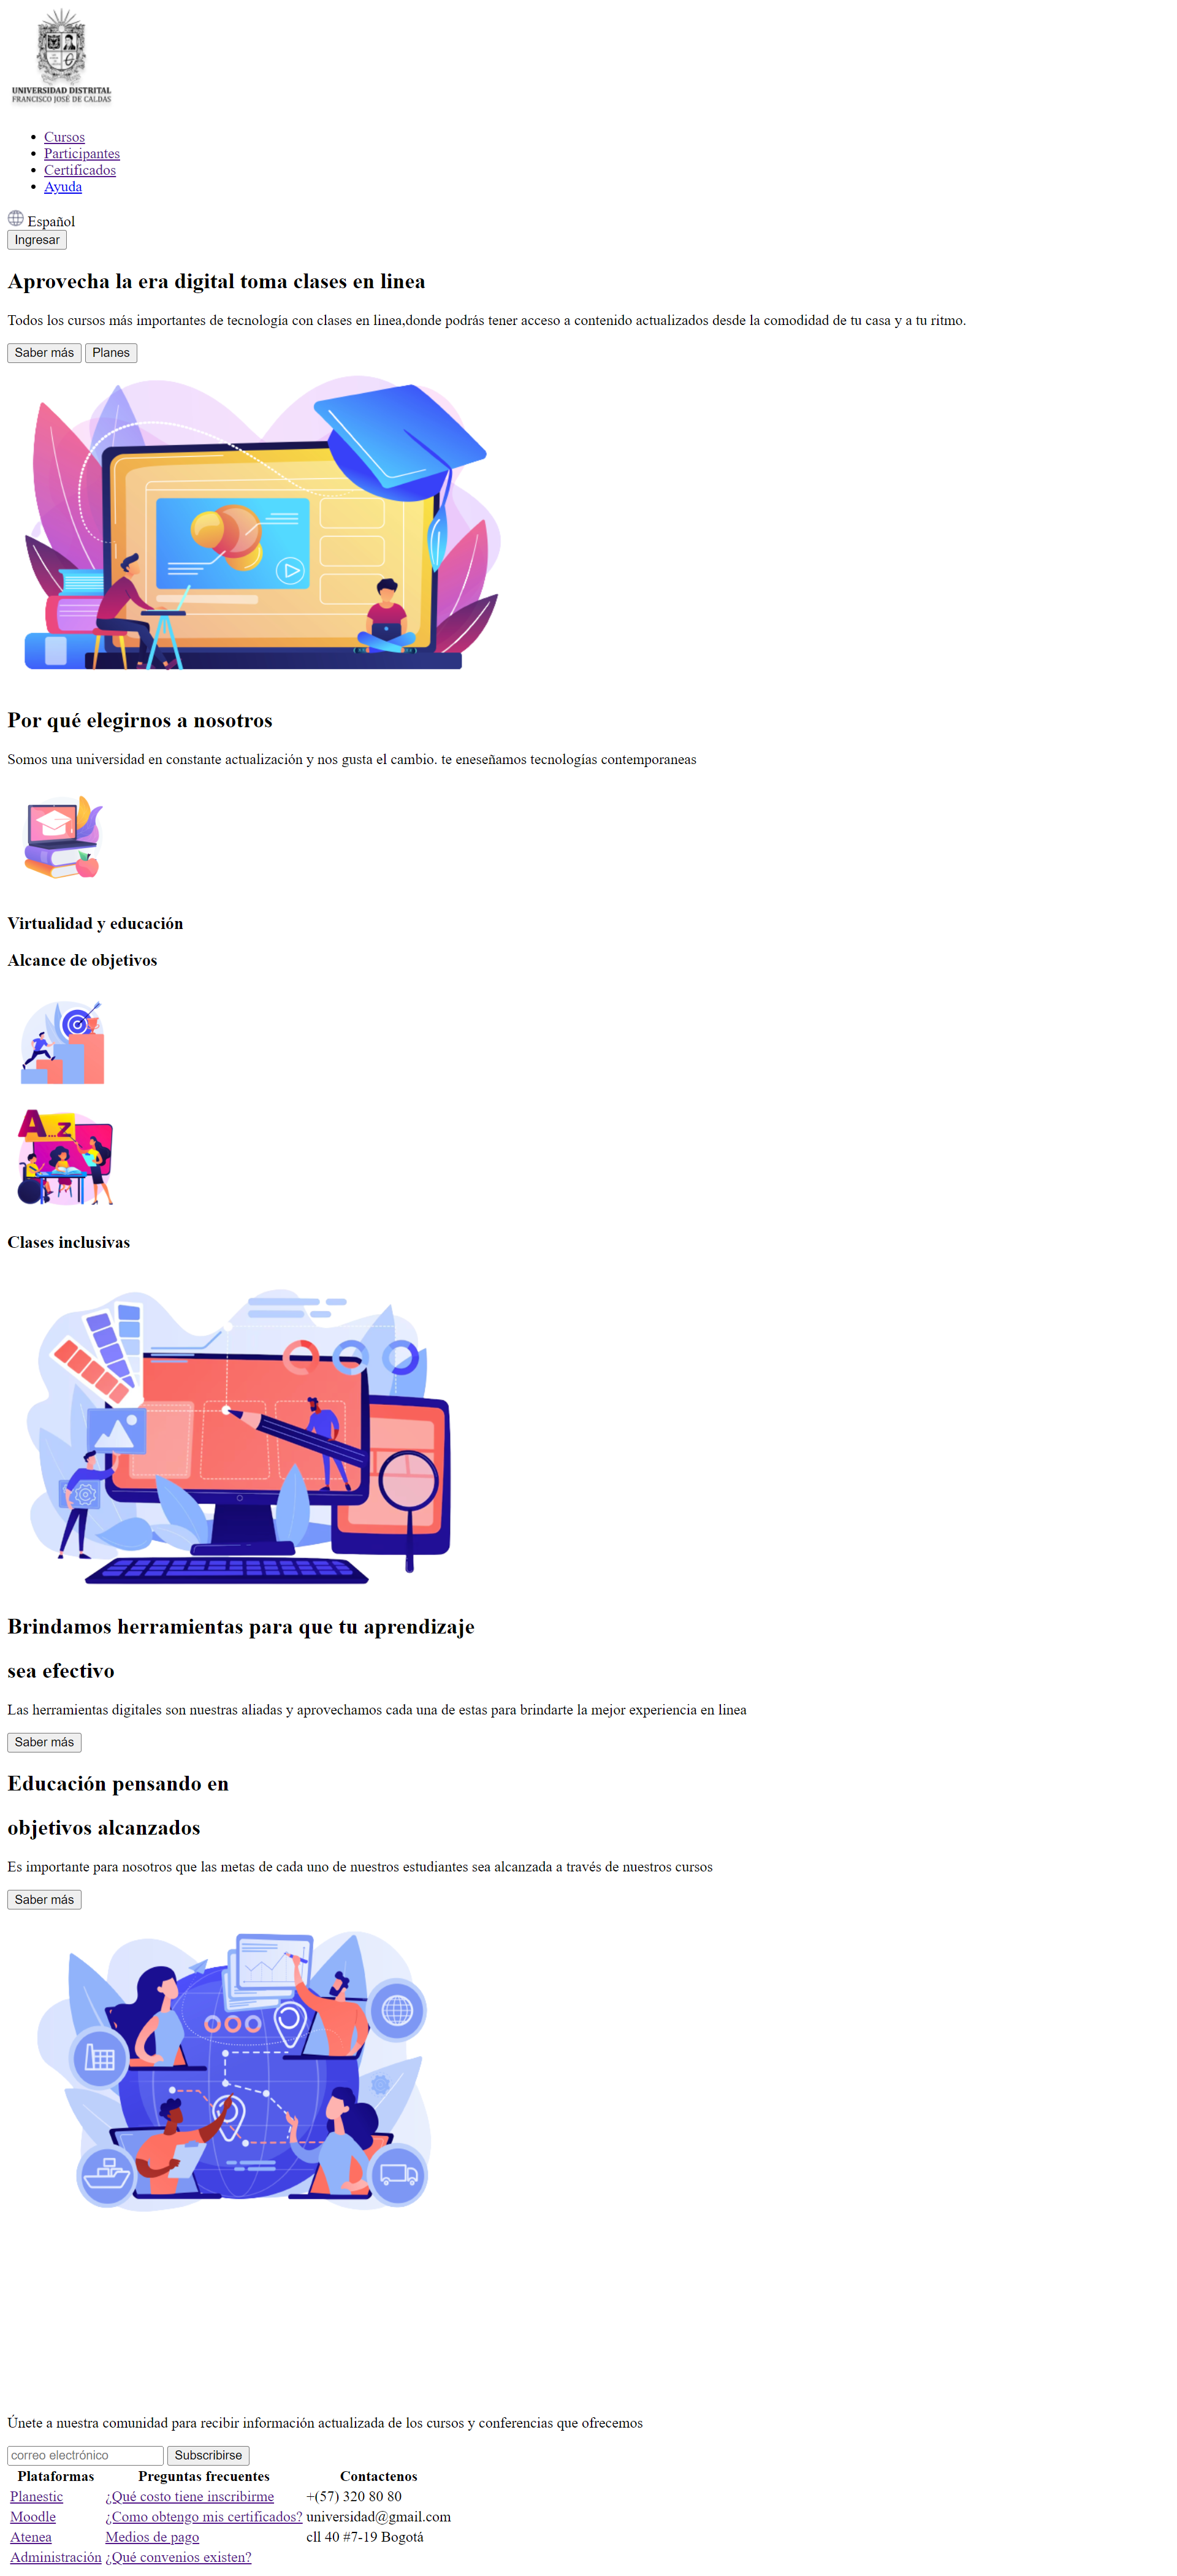 UNIVERSIDAD DISTRITAL
FRANCISCO JOSÉ DE CALDAS
Cursos
Participantes
Certificados
Ayuda
Español
Ingresar
Aprovecha la era digital toma clases en linea
Todos los cursos más importantes de tecnología con clases en linea,donde podrás tener acceso a contenido actualizados desde la comodidad de tu casa y a tu ritmo.
Saber más Planes
Por qué elegirnos a nosotros
Somos una universidad en constante actualización y nos gusta el cambio. te eneseñamos tecnologías contemporaneas
Virtualidad y educación
Alcance de objetivos
A...Z
Clases inclusivas
Brindamos herramientas para que tu aprendizaje
sea efectivo
Las herramientas digitales son nuestras aliadas y aprovechamos cada una de estas para brindarte la mejor experiencia en linea
Saber más
Educación pensando en
objetivos alcanzados
Es importante para nosotros que las metas de cada uno de nuestros estudiantes sea alcanzada a través de nuestros cursos
Saber más
Únete a nuestra comunidad para recibir información actualizada de los cursos y conferencias que ofrecemos
correo electrónico Subscribirse
Plataformas Preguntas frecuentes Contactenos
Planestic ¿Qué costo tiene inscribirme +(57) 320 80 80
Moodle ¿Como obtengo mis certificados? universidad@gmail.com
Atenea Medios de pago cll 40 #7-19 Bogotá
Administración ¿Qué convenios existen?